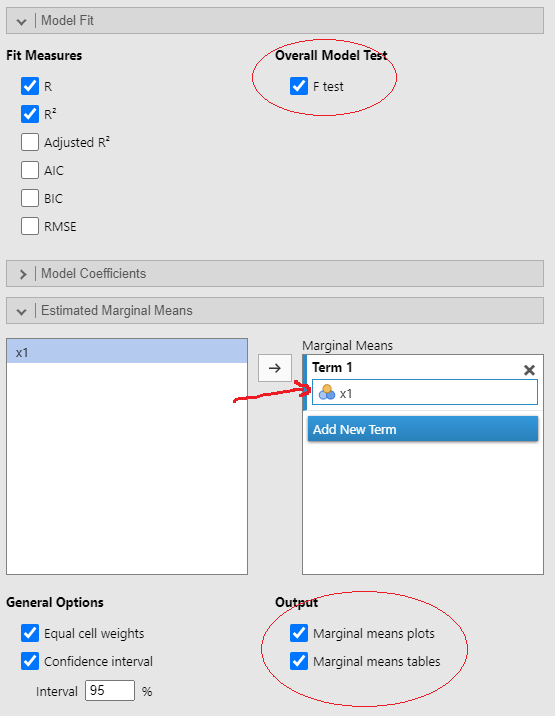 Model Fit
Fit Measures
Overall Model Test
R
F test
R²
Adjusted R²
AIC
BIC
RMSE
Model Coefficients
Estimated Marginal Means
Marginal Means
x1
Term 1
x1
Add New Term
General Options
Output
Equal cell weights
Marginal means plots
Confidence interval
Marginal means tables
Interval 95 %